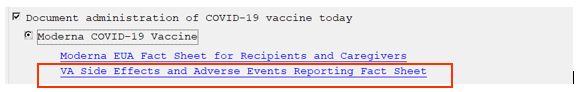 Document administration of COVID-19 vaccine today
Moderna COVID-19 Vaccine
Moderna EUA Fact Sheet for Recipients and Caregivers
VA Side Effects and Adverse Events Reporting Fact Sheet